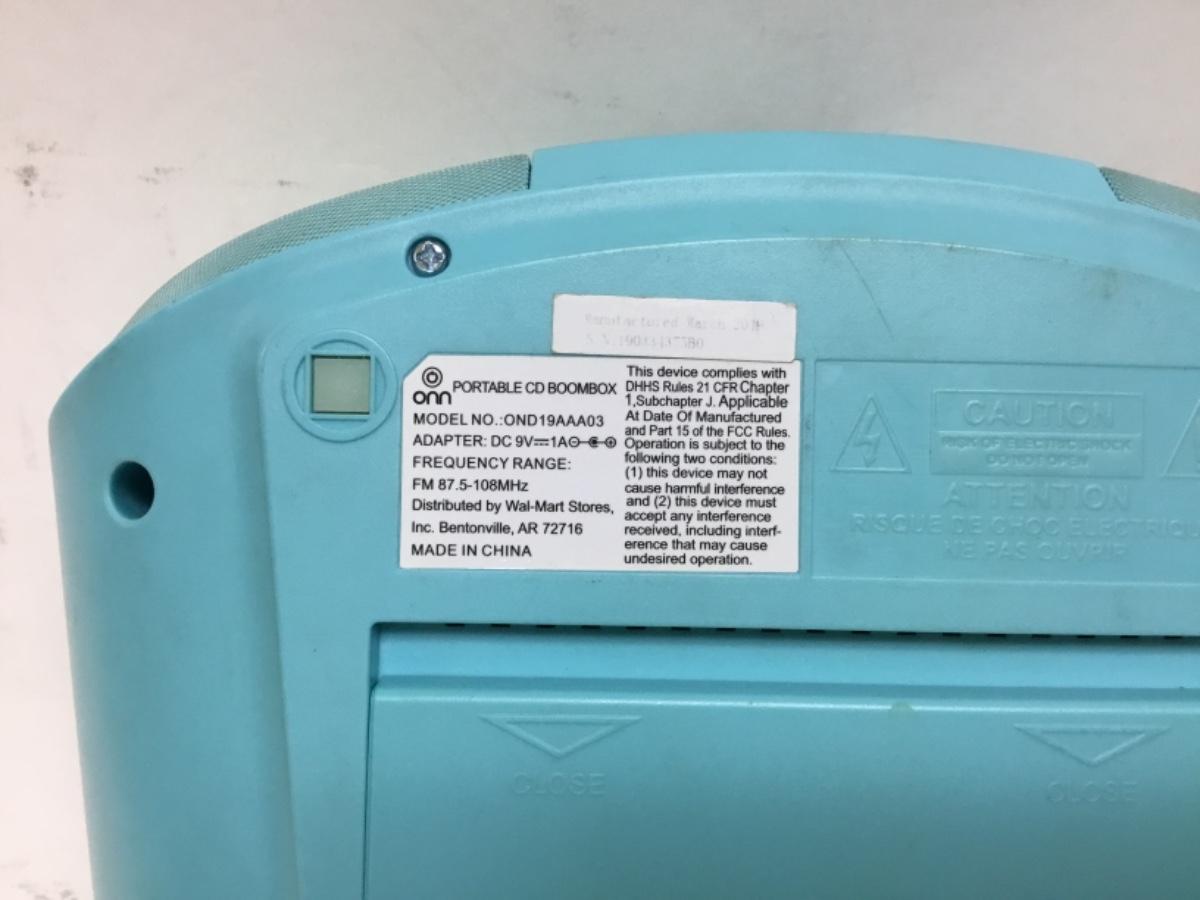 Manufactured March 2019
onn PORTABLE CD BOOMBOX
MODEL NO.:OND19AAA03
ADAPTER: DC 9V⎓1A
FREQUENCY RANGE:
FM 87.5-108MHz
Distributed by Wal-Mart Stores,
Inc. Bentonville, AR 72716
MADE IN CHINA
This device complies with
DHHS Rules 21 CFR Chapter
1,Subchapter J. Applicable
At Date Of Manufactured
and Part 15 of the FCC Rules.
Operation is subject to the
following two conditions:
(1) this device may not
cause harmful interference
and (2) this device must
accept any interference
received, including interf-
erence that may cause
undesired operation.
CAUTION
RISK OF ELECTRIC SHOCK
DO NOT OPEN
ATTENTION
RISQUE DE CHOC
NE PAS OUVRIR
CLOSE
CLOSE